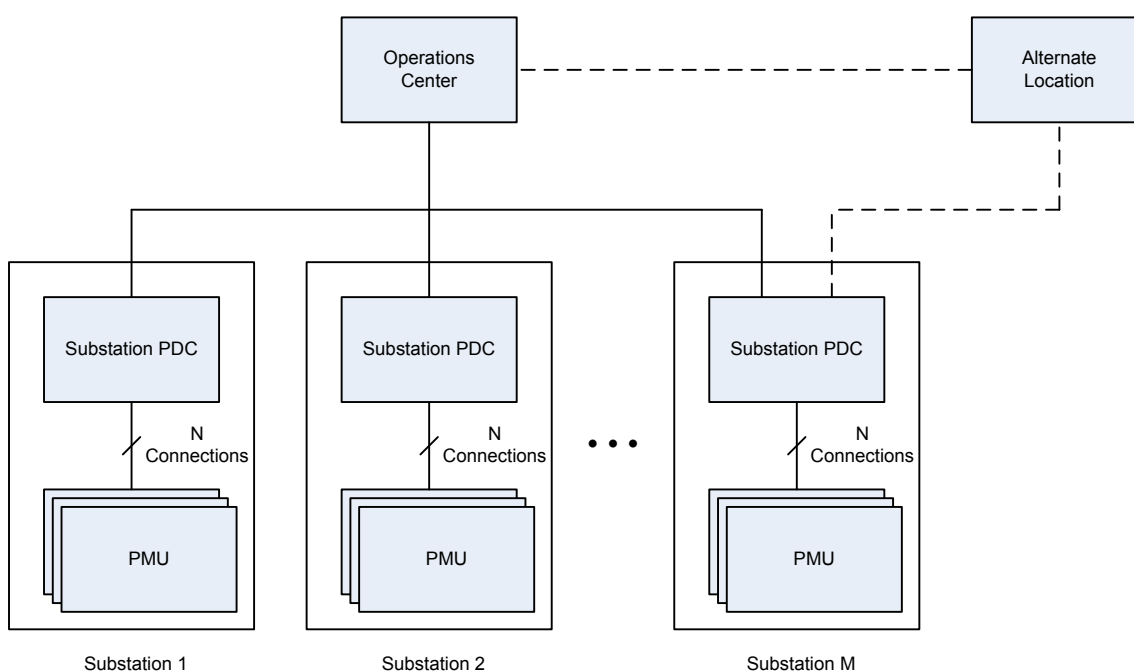 Operations
Center
Alternate
Location
Substation PDC
Substation PDC
Substation PDC
N
Connections
N
Connections
N
Connections
PMU
PMU
PMU
Substation 1
Substation 2
Substation M